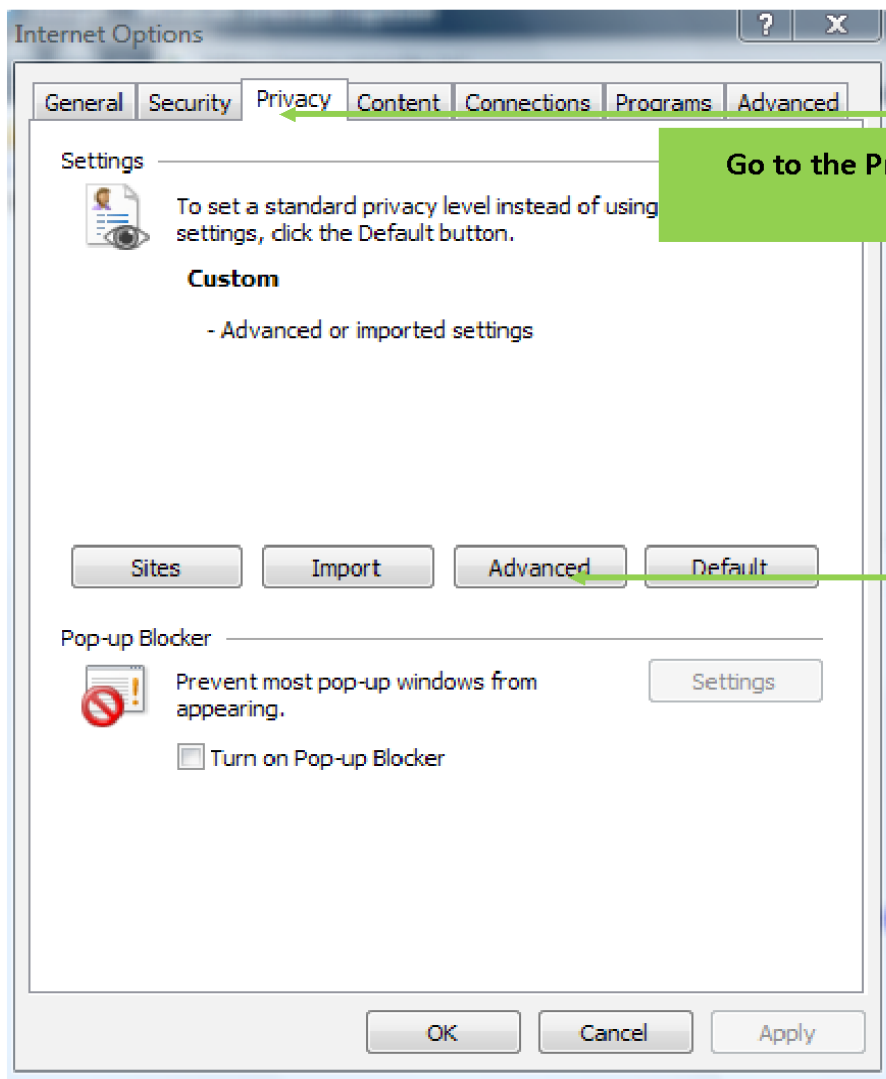 Internet Options
General Security Privacy Content Connections Programs Advanced
Settings
Go to the
To set a standard privacy level instead of using
settings, click the Default button.
Custom
- Advanced or imported settings
Sites Import Advanced Default
Pop-up Blocker
Prevent most pop-up windows from
appearing.
Settings
Turn on Pop-up Blocker
OK Cancel Apply